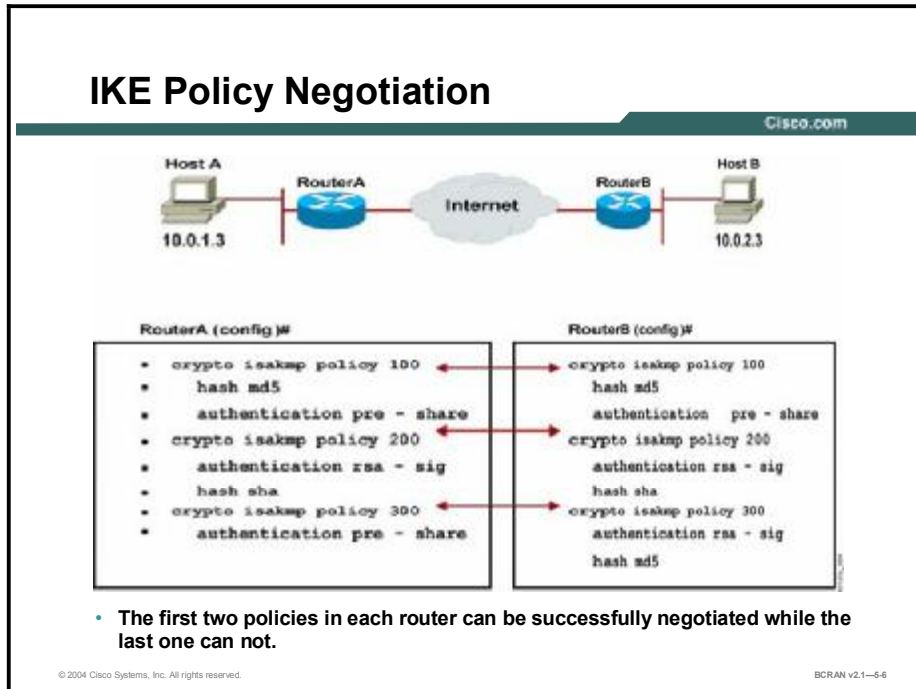 IKE Policy Negotiation
Cisco.com
Host A
RouterA
Internet
RouterB
Host B
10.0.1.3
10.0.2.3
RouterA (config)#
• crypto isakmp policy 100
• hash md5
• authentication pre - share
• crypto isakmp policy 200
• authentication rsa - sig
• hash sha
• crypto isakmp policy 300
• authentication pre - share
RouterB (config)#
crypto isakmp policy 100
hash md5
authentication pre - share
crypto isakmp policy 200
authentication rsa - sig
hash sha
crypto isakmp policy 300
authentication rsa - sig
hash md5
• The first two policies in each router can be successfully negotiated while the
last one can not.
© 2004 Cisco Systems, Inc. All rights reserved.
BCRAN v2.1—5-6